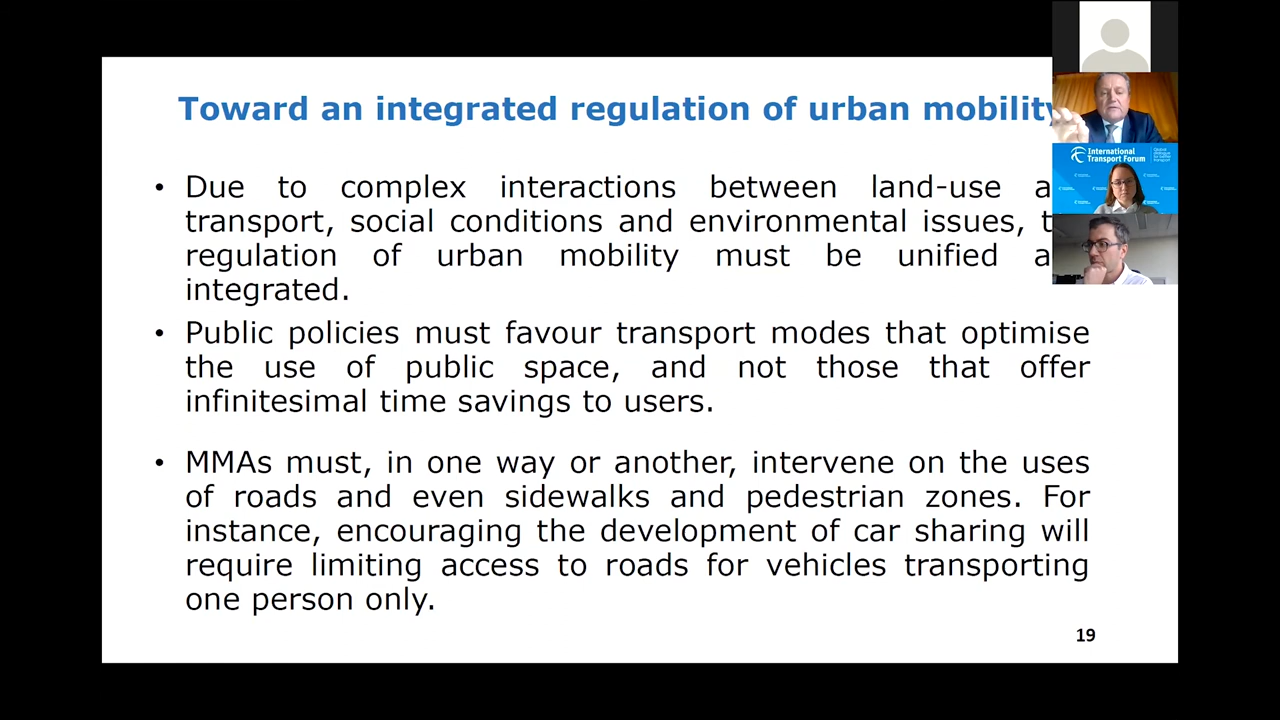 Toward an integrated regulation of urban mobility
• Due to complex interactions between land-use a
transport, social conditions and environmental issues, t
regulation of urban mobility must be unified a
integrated.
• Public policies must favour transport modes that optimise
the use of public space, and not those that offer
infinitesimal time savings to users.
• MMAs must, in one way or another, intervene on the uses
of roads and even sidewalks and pedestrian zones. For
instance, encouraging the development of car sharing will
require limiting access to roads for vehicles transporting
one person only.
19
International
Transport Forum